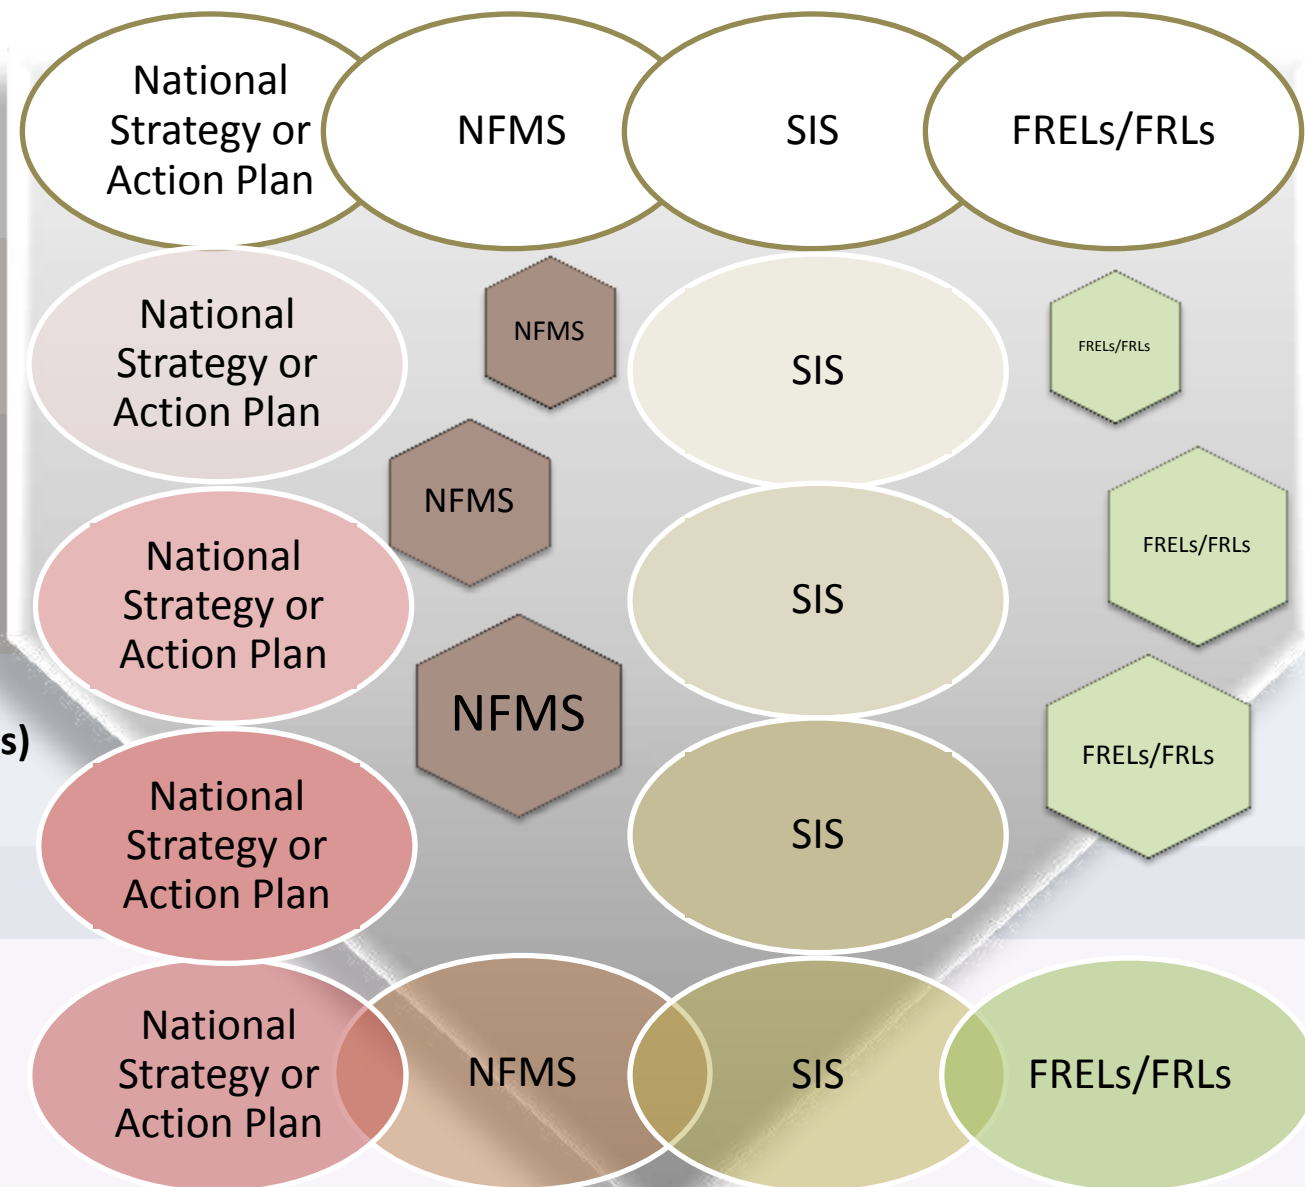 National
Strategy or
Action Plan
NFMS
SIS
FRELs/FRLs
National
Strategy or
Action Plan
NFMS
SIS
FRELs/FRLs
NFMS
National
Strategy or
Action Plan
SIS
FRELs/FRLs
NFMS
s)
FRELs/FRLs
National
Strategy or
Action Plan
SIS
National
Strategy or
Action Plan
NFMS
SIS
FRELs/FRLs